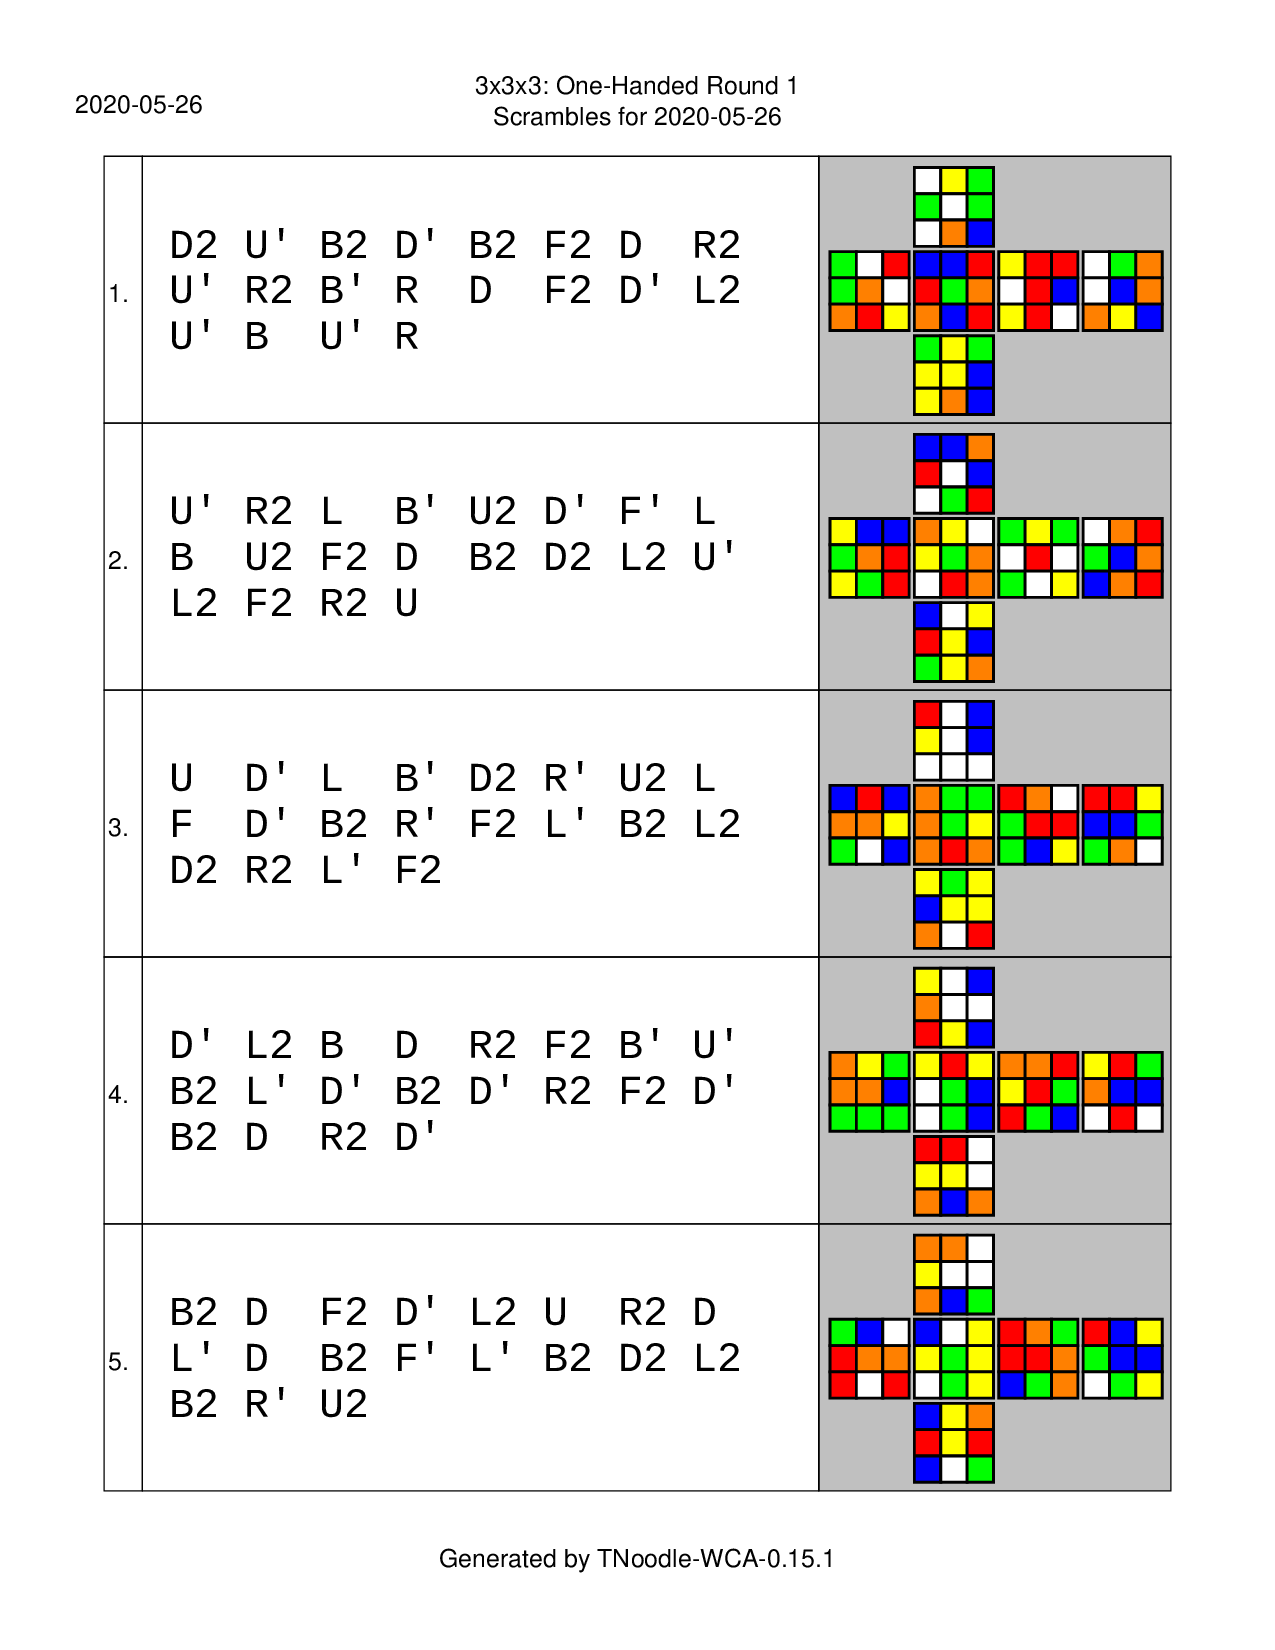 2020-05-26
3x3x3: One-Handed Round 1
Scrambles for 2020-05-26
1.
D2 U' B2 D' B2 F2 D R2
U' R2 B' R D F2 D' L2
U' B U' R
2.
U' R2 L B' U2 D' F' L
B U2 F2 D B2 D2 L2 U'
L2 F2 R2 U
3.
U D' L B' D2 R' U2 L
F D' B2 R' F2 L' B2 L2
D2 R2 L' F2
4.
D' L2 B D R2 F2 B' U'
B2 L' D' B2 D' R2 F2 D'
B2 D R2 D'
5.
B2 D F2 D' L2 U R2 D
L' D B2 F' L' B2 D2 L2
B2 R' U2
Generated by TNoodle-WCA-0.15.1